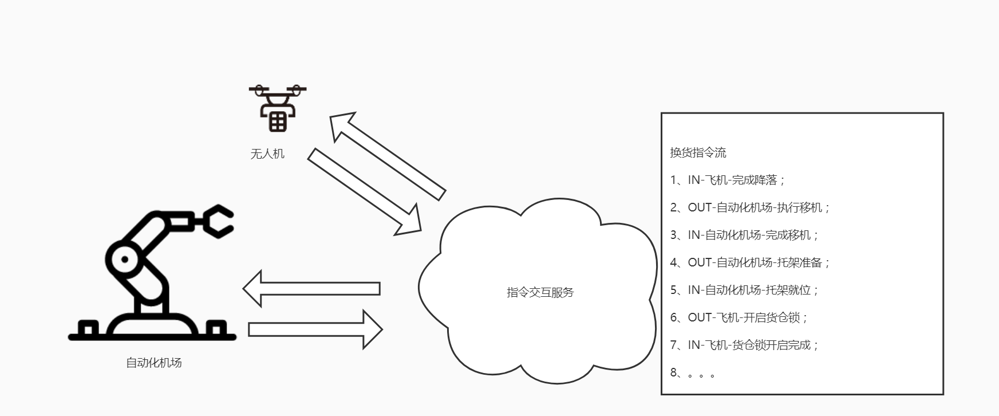 无人机
自动化机场
指令交互服务
换货指令流
1、IN-飞机-完成降落；
2、OUT-自动化机场-执行移机；
3、IN-自动化机场-完成移机；
4、OUT-自动化机场-托架准备；
5、IN-自动化机场-托架就位；
6、OUT-飞机-开启货仓锁；
7、IN-飞机-货仓锁开启完成；
8、。。。